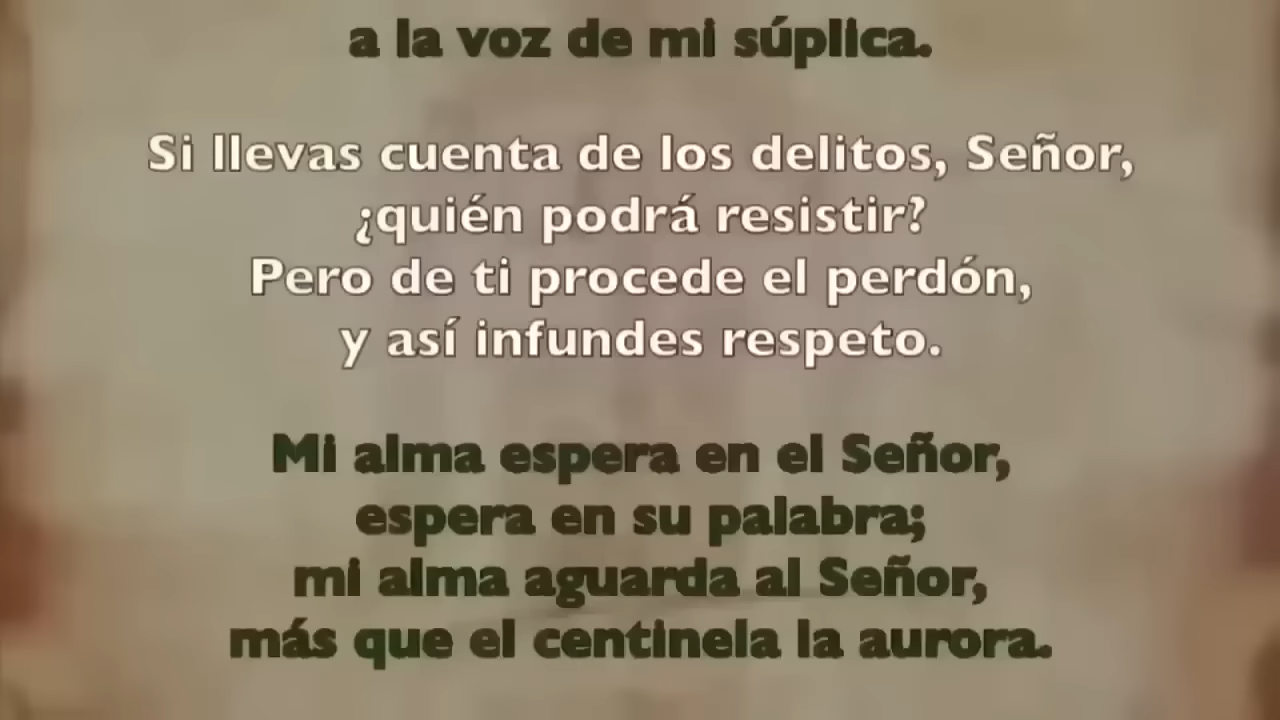 a la voz de mi súplica.
Si llevas cuenta de los delitos, Señor,
¿quién podrá resistir?
Pero de ti procede el perdón,
y así infundes respeto.
Mi alma espera en el Señor,
espera en su palabra;
mi alma aguarda al Señor,
más que el centinela la aurora.